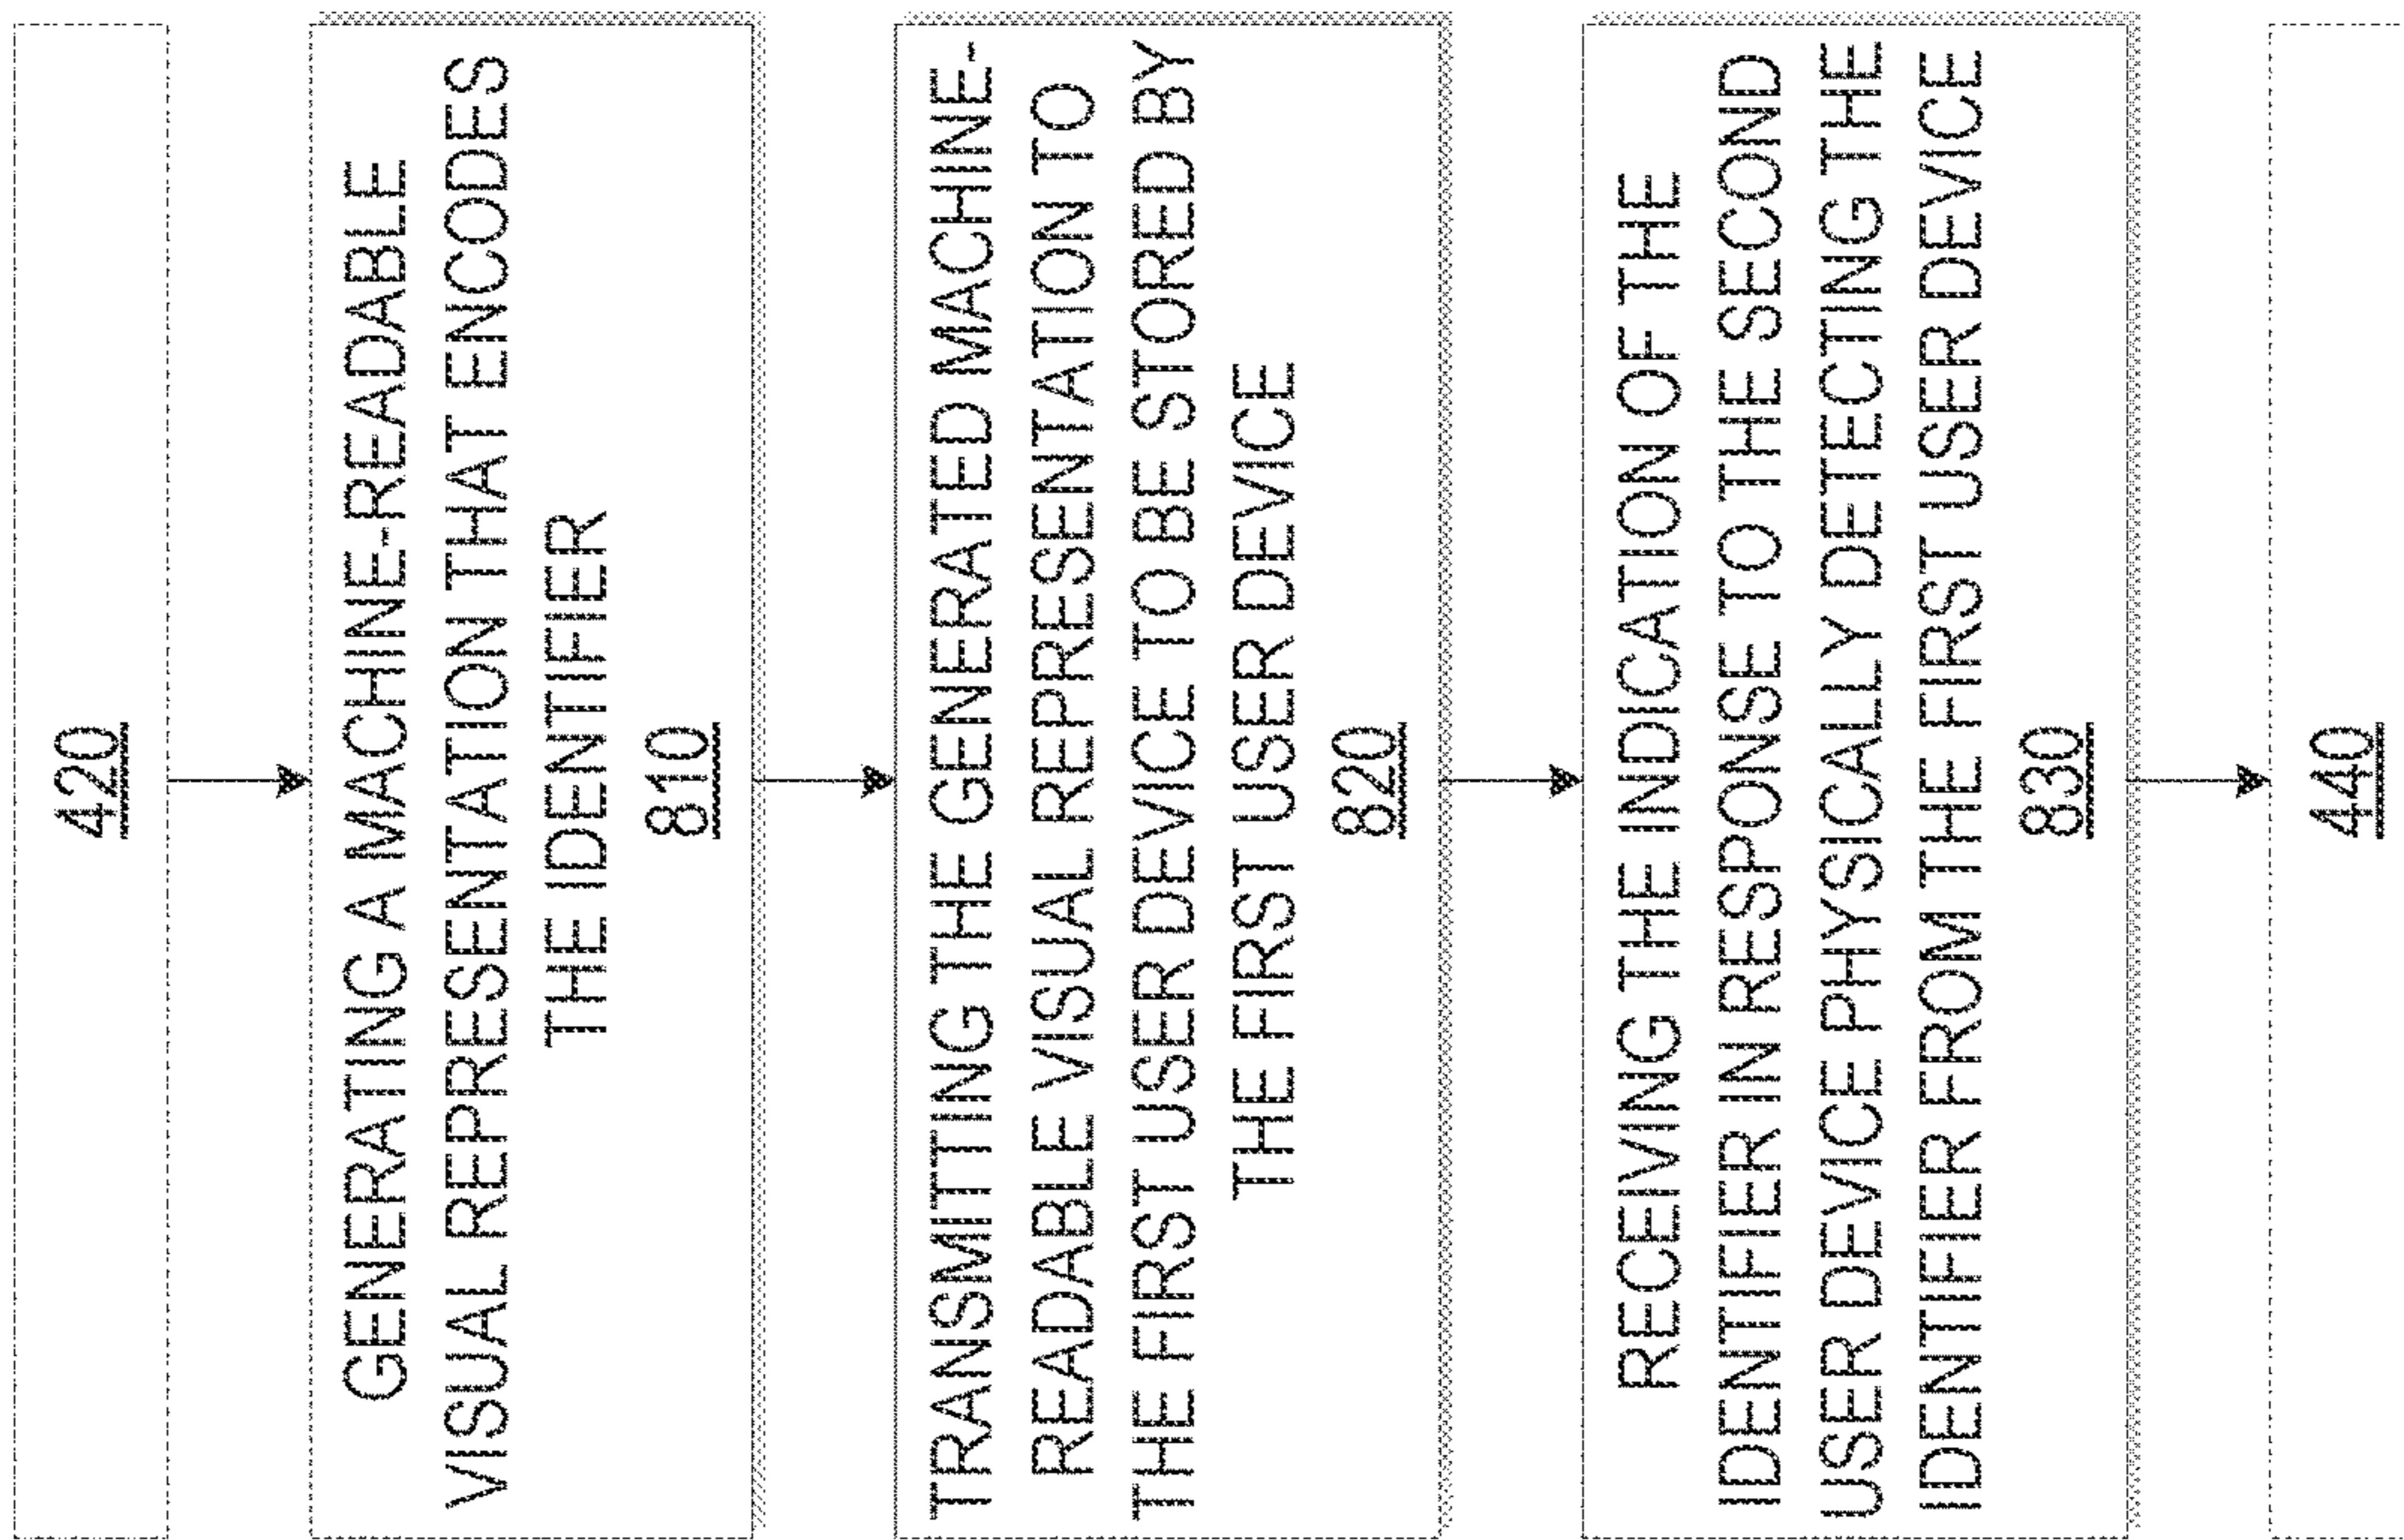 420
GENERATING A MACHINE-READABLE
VISUAL REPRESENTATION THAT ENCODES
THE IDENTIFIER
810
TRANSMITTING THE GENERATED MACHINE-
READABLE VISUAL REPRESENTATION TO
THE FIRST USER DEVICE TO BE STORED BY
THE FIRST USER DEVICE
820
RECEIVING THE INDICATION OF THE
IDENTIFIER IN RESPONSE TO THE SECOND
USER DEVICE PHYSICALLY DETECTING THE
IDENTIFIER FROM THE FIRST USER DEVICE
830
440